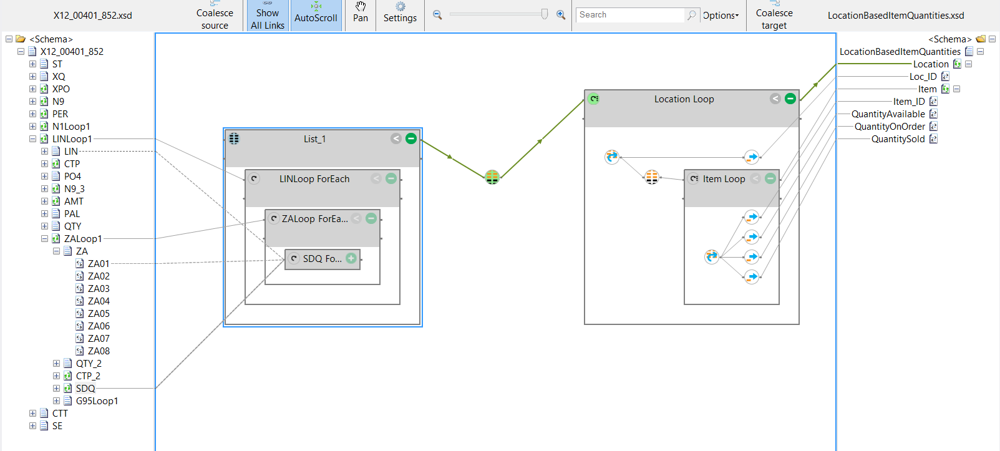 X12_00401_852.xsd
Coalesce
source
Show
All Links
AutoScroll
Pan
Settings
Search
Options
Coalesce
target
LocationBasedItemQuantities.xsd
<Schema>
X12_00401_852
ST
XQ
XPO
N9
PER
N1Loop1
LINLoop1
LIN
CTP
PO4
N9_3
AMT
PAL
QTY
ZALoop1
ZA
ZA01
ZA02
ZA03
ZA04
ZA05
ZA06
ZA07
ZA08
QTY_2
CTP_2
SDQ
G95Loop1
CTT
SE
List_1
LINLoop ForEach
ZALoop ForEa...
SDQ Fo...
Location Loop
Item Loop
<Schema>
LocationBasedItemQuantities
Location
Loc_ID
Item
Item_ID
QuantityAvailable
QuantityOnOrder
QuantitySold